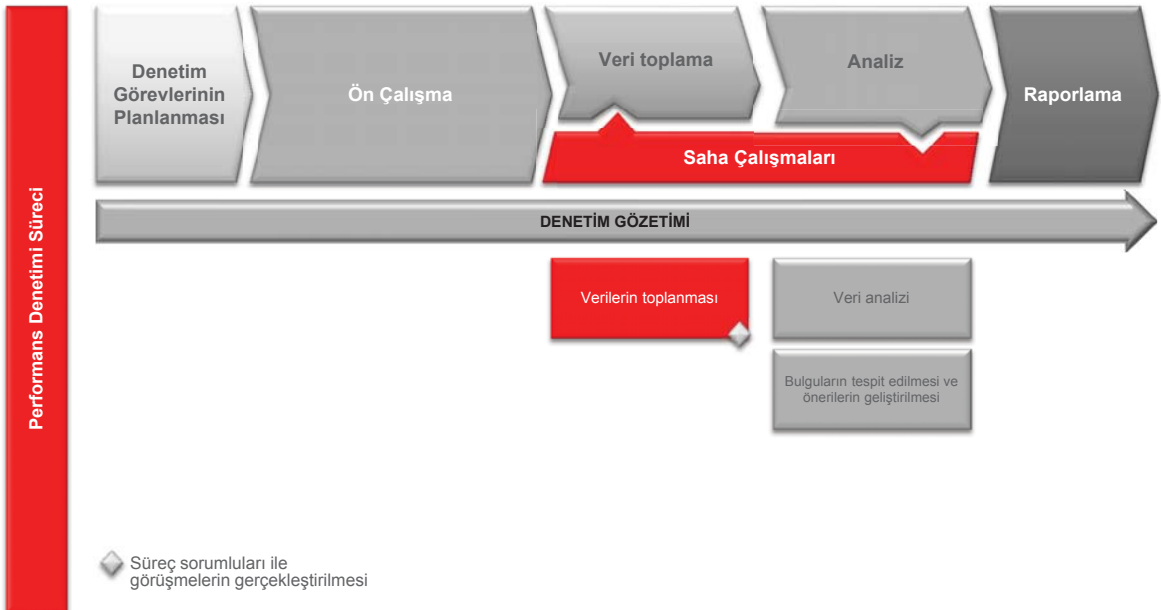 Performans Denetimi Süreci
Denetim
Görevlerinin
Planlanması
Ön Çalışma
Veri toplama
Analiz
Raporlama
Saha Çalışmaları
DENETİM GÖZETİMİ
Verilerin toplanması
Veri analizi
Bulguların tespit edilmesi ve
önerilerin geliştirilmesi
Süreç sorumluları ile
görüşmelerin gerçekleştirilmesi